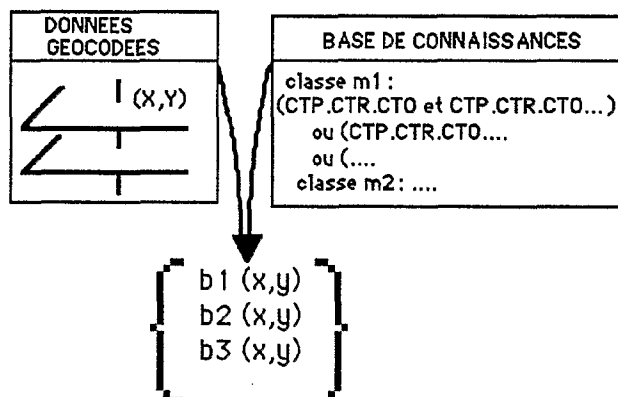 DONNEES
GEOCODEES
(X,Y)
BASE DE CONNAISSANCES
classe m1 :
(CTP.CTR.CTO et CTP.CTR.CTO...)
ou (CTP.CTR.CTO....
ou (....
classe m2 : ....
b1 (x,y)
b2 (x,y)
b3 (x,y)